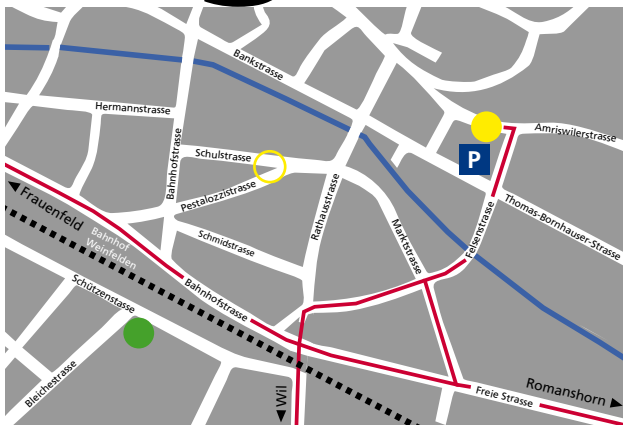 Bankstrasse
Hermannstrasse
Amriswilerstrasse
Schulstrasse
P
Bahnhofstrasse
Pestalozzistrasse
Frauenfeld
Rathausstrasse
Thomas-Bornhauser-Strasse
Felsenstrasse
Marktstrasse
Bahnhof
Weinfelden
Schmidstrasse
Schützenstasse
Bahnhofstrasse
Bleichestrasse
Wil
Freie Strasse
Romanshorn